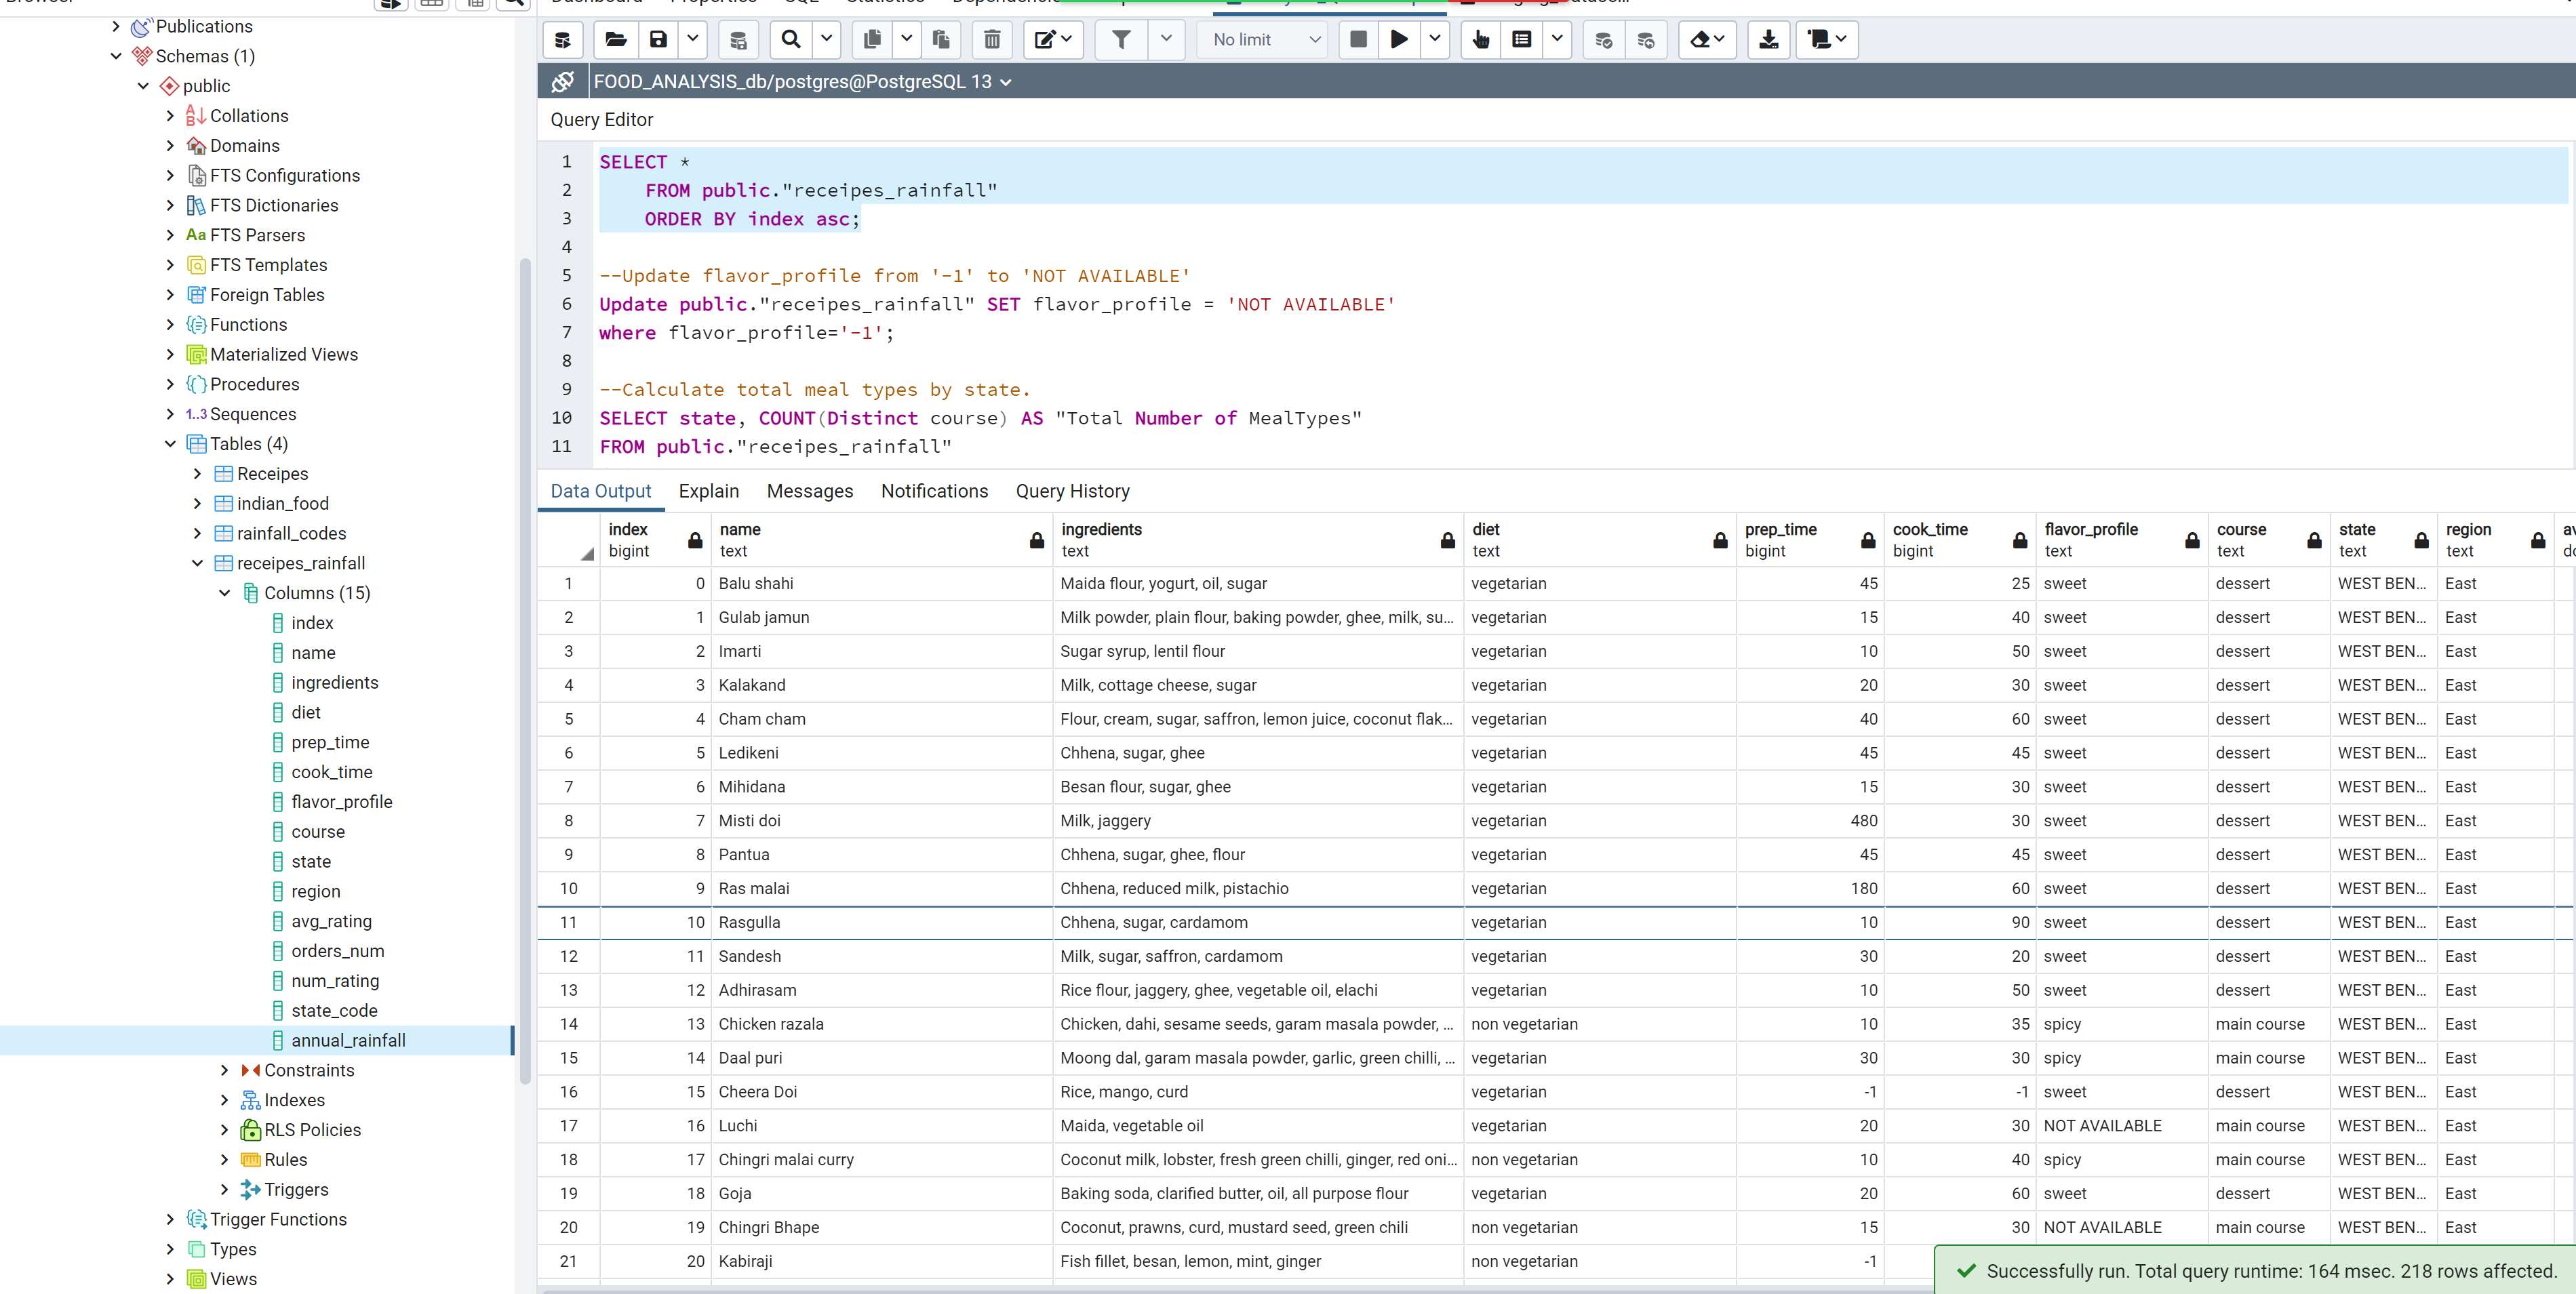 Publications
Schemas (1)
public
Collations
Domains
FTS Configurations
FTS Dictionaries
Aa FTS Parsers
FTS Templates
Foreign Tables
Functions
Materialized Views
Procedures
1..3 Sequences
Tables (4)
Receipes
indian_food
rainfall_codes
receipes_rainfall
Columns (15)
index
name
ingredients
diet
prep_time
cook_time
flavor_profile
course
state
region
avg_rating
orders_num
num_rating
state_code
annual_rainfall
Constraints
Indexes
RLS Policies
Rules
Triggers
Trigger Functions
Types
Views
No limit
FOOD_ANALYSIS_db/postgres@PostgreSQL 13
Query Editor
1 SELECT *
2 FROM public."receipes_rainfall"
3 ORDER BY index asc;
4
5 --Update flavor_profile from '-1' to 'NOT AVAILABLE'
6 Update public."receipes_rainfall" SET flavor_profile = 'NOT AVAILABLE'
7 where flavor_profile='-1';
8
9 --Calculate total meal types by state.
10 SELECT state, COUNT(Distinct course) AS "Total Number of MealTypes"
11 FROM public."receipes_rainfall"
Data Output Explain Messages Notifications Query History
index name ingredients diet prep_time cook_time flavor_profile course state region
bigint text text text bigint bigint text text text text
1 0 Balu shahi Maida flour, yogurt, oil, sugar vegetarian 45 25 sweet dessert WEST BEN... East
2 1 Gulab jamun Milk powder, plain flour, baking powder, ghee, milk, su... vegetarian 15 40 sweet dessert WEST BEN... East
3 2 Imarti Sugar syrup, lentil flour vegetarian 10 50 sweet dessert WEST BEN... East
4 3 Kalakand Milk, cottage cheese, sugar vegetarian 20 30 sweet dessert WEST BEN... East
5 4 Cham cham Flour, cream, sugar, saffron, lemon juice, coconut flak... vegetarian 40 60 sweet dessert WEST BEN... East
6 5 Ledikeni Chhena, sugar, ghee vegetarian 45 45 sweet dessert WEST BEN... East
7 6 Mihidana Besan flour, sugar, ghee vegetarian 15 30 sweet dessert WEST BEN... East
8 7 Misti doi Milk, jaggery vegetarian 480 30 sweet dessert WEST BEN... East
9 8 Pantua Chhena, sugar, ghee, flour vegetarian 45 45 sweet dessert WEST BEN... East
10 9 Ras malai Chhena, reduced milk, pistachio vegetarian 180 60 sweet dessert WEST BEN... East
11 10 Rasgulla Chhena, sugar, cardamom vegetarian 10 90 sweet dessert WEST BEN... East
12 11 Sandesh Milk, sugar, saffron, cardamom vegetarian 30 20 sweet dessert WEST BEN... East
13 12 Adhirasam Rice flour, jaggery, ghee, vegetable oil, elachi vegetarian 10 50 sweet dessert WEST BEN... East
14 13 Chicken razala Chicken, dahi, sesame seeds, garam masala powder, ... non vegetarian 10 35 spicy main course WEST BEN... East
15 14 Daal puri Moong dal, garam masala powder, garlic, green chilli, ... vegetarian 30 30 spicy main course WEST BEN... East
16 15 Cheera Doi Rice, mango, curd vegetarian -1 -1 sweet dessert WEST BEN... East
17 16 Luchi Maida, vegetable oil vegetarian 20 30 NOT AVAILABLE main course WEST BEN... East
18 17 Chingri malai curry Coconut milk, lobster, fresh green chilli, ginger, red oni... non vegetarian 10 40 spicy main course WEST BEN... East
19 18 Goja Baking soda, clarified butter, oil, all purpose flour vegetarian 20 60 sweet dessert WEST BEN... East
20 19 Chingri Bhape Coconut, prawns, curd, mustard seed, green chili non vegetarian 15 30 NOT AVAILABLE main course WEST BEN... East
21 20 Kabiraji Fish fillet, besan, lemon, mint, ginger non vegetarian -1
Successfully run. Total query runtime: 164 msec. 218 rows affected.